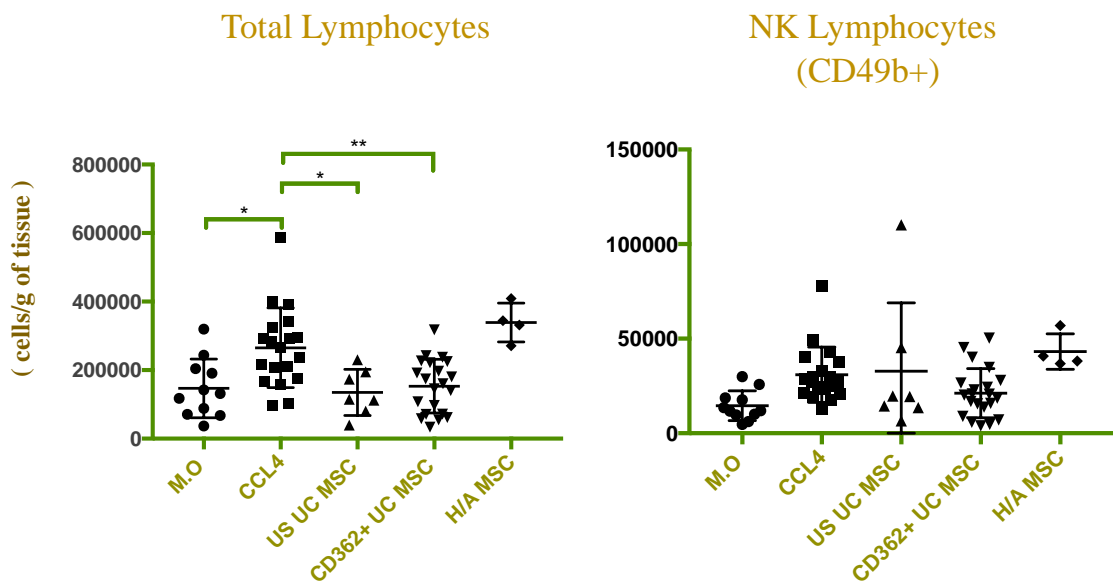 Total Lymphocytes
NK Lymphocytes
(CD49b+)
( cells/g of tissue )
800000
600000
400000
200000
0
*
*
**
M.O
CCL4
US UC MSC
CD362+ UC MSC
H/A MSC
150000
100000
50000
0
M.O
CCL4
US UC MSC
CD362+ UC MSC
H/A MSC